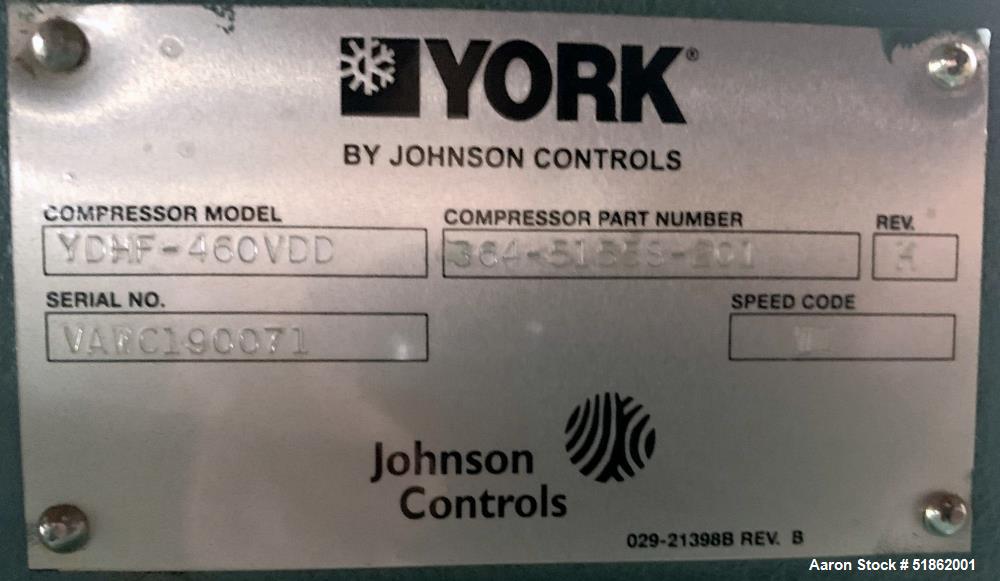 YORK®
BY JOHNSON CONTROLS
COMPRESSOR MODEL COMPRESSOR PART NUMBER REV.
YDHF-460VDD
SERIAL NO. SPEED CODE
Johnson
Controls
029-21398B REV. B
Aaron Stock # 51862001